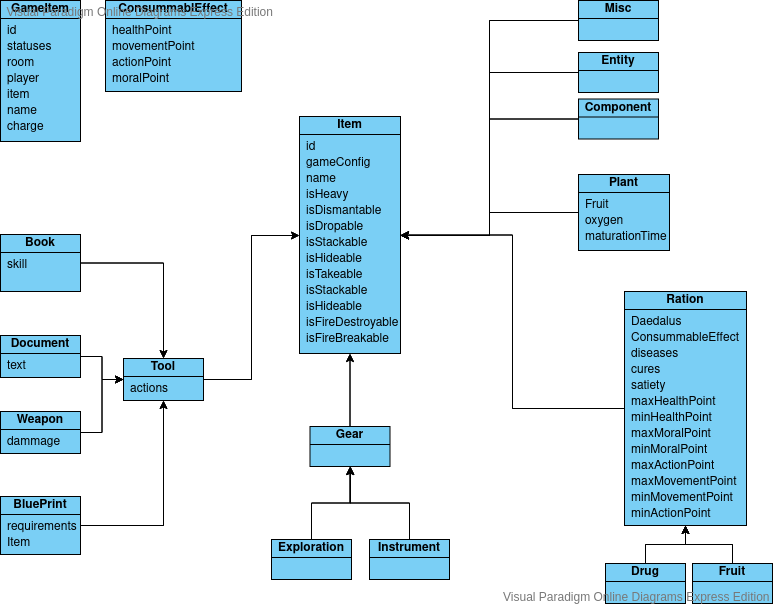 Visual Paradigm Online Diagrams Express Edition
GameItem
id
statuses
room
player
item
name
charge
ConsummablEffect
healthPoint
movementPoint
actionPoint
moralPoint
Item
id
gameConfig
name
isHeavy
isDismantable
isDropable
isStackable
isHideable
isTakeable
isStackable
isHideable
isFireDestroyable
isFireBreakable
Misc
Entity
Component
Plant
Fruit
oxygen
maturationTime
Book
skill
Document
text
Weapon
dammage
BluePrint
requirements
Item
Tool
actions
Gear
Exploration
Instrument
Ration
Daedalus
ConsummableEffect
diseases
cures
satiety
maxHealthPoint
minHealthPoint
maxMoralPoint
minMoralPoint
maxActionPoint
maxMovementPoint
minMovementPoint
minActionPoint
Drug
Fruit
Visual Paradigm Online Diagrams Express Edition